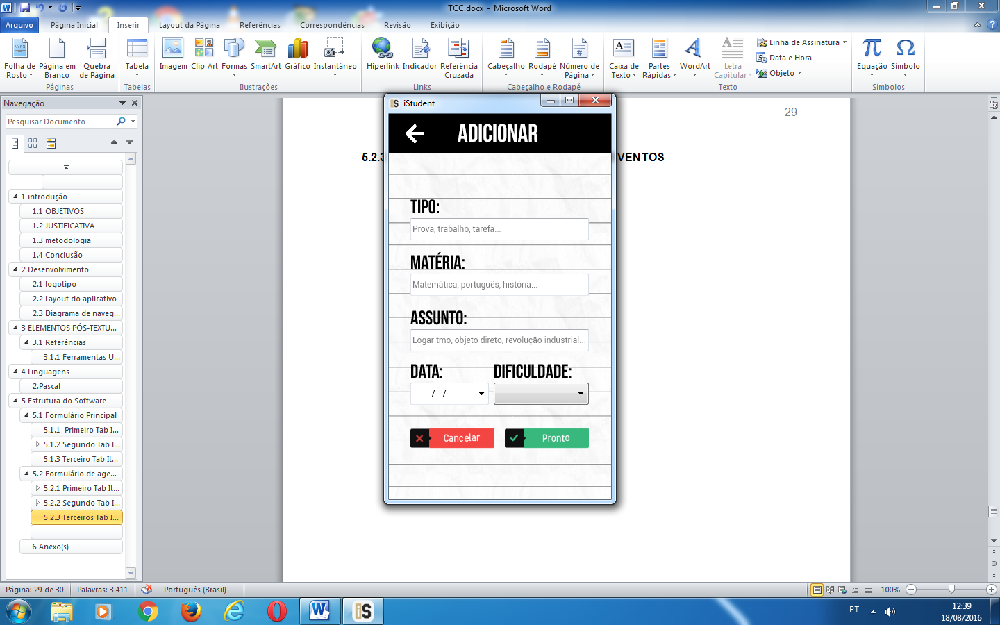 TCC.docx - Microsoft Word
Arquivo Página Inicial Inserir Layout da Página Referências Correspondências Revisão Exibição
Folha de Rosto
Página em Branco
Quebra de Página
Páginas
Tabela
Tabelas
Imagem
Clip-Art
Formas
SmartArt
Gráfico
Instantâneo
Ilustrações
Hiperlink
Indicador
Referência Cruzada
Links
Cabeçalho
Rodapé
Número de Página
Cabeçalho e Rodapé
Caixa de Texto
Partes Rápidas
WordArt
Letra Capitular
Linha de Assinatura
Data e Hora
Objeto
Texto
Equação
Símbolo
Símbolos
Navegação
Pesquisar Documento
1 introdução
1.1 OBJETIVOS
1.2 JUSTIFICATIVA
1.3 metodologia
1.4 Conclusão
2 Desenvolvimento
2.1 logotipo
2.2 Layout do aplicativo
2.3 Diagrama de naveg...
3 ELEMENTOS PÓS-TEXTU...
3.1 Referências
3.1.1 Ferramentas U...
4 Linguagens
2.Pascal
5 Estrutura do Software
5.1 Formulário Principal
5.1.1 Primeiro Tab I...
5.1.2 Segundo Tab I...
5.1.3 Terceiro Tab It...
5.2 Formulário de age...
5.2.1 Primeiro Tab It...
5.2.2 Segundo Tab I...
5.2.3 Terceiros Tab I...
6 Anexo(s)
29
5.2.3
VENTOS
iS iStudent
ADICIONAR
TIPO:
Prova, trabalho, tarefa...
MATÉRIA:
Matemática, português, história...
ASSUNTO:
Logaritmo, objeto direto, revolução industrial...
DATA: DIFICULDADE:
__/__/____
Cancelar Pronto
Página: 29 de 30 Palavras: 3.411 Português (Brasil) 100%
iS
PT
12:39
18/08/2016